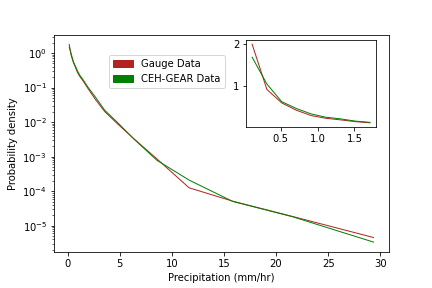 Probability density
10⁰
10⁻¹
10⁻²
10⁻³
10⁻⁴
10⁻⁵
Gauge Data
CEH-GEAR Data
2
1
0.5 1.0 1.5
0 5 10 15 20 25 30
Precipitation (mm/hr)